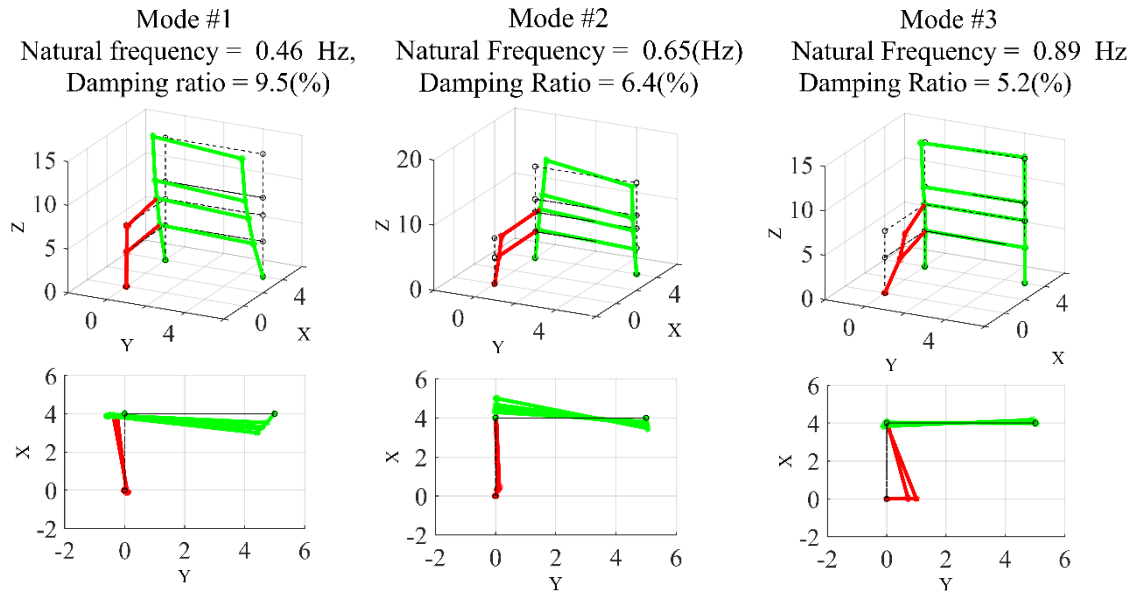 Mode #1
Natural frequency = 0.46 Hz,
Damping ratio = 9.5(%)
Mode #2
Natural Frequency = 0.65(Hz)
Damping Ratio = 6.4(%)
Mode #3
Natural Frequency = 0.89 Hz
Damping Ratio = 5.2(%)
15
10
5
0
Z
0
4
Y
0
4
X
20
10
0
Z
0
4
Y
0
4
X
15
10
5
0
Z
0
4
Y
0
4
X
6
4
2
0
-2
X
-2
0
2
4
6
Y
6
4
2
0
-2
X
-2
0
2
4
6
Y
6
4
2
0
-2
X
-2
0
2
4
6
Y